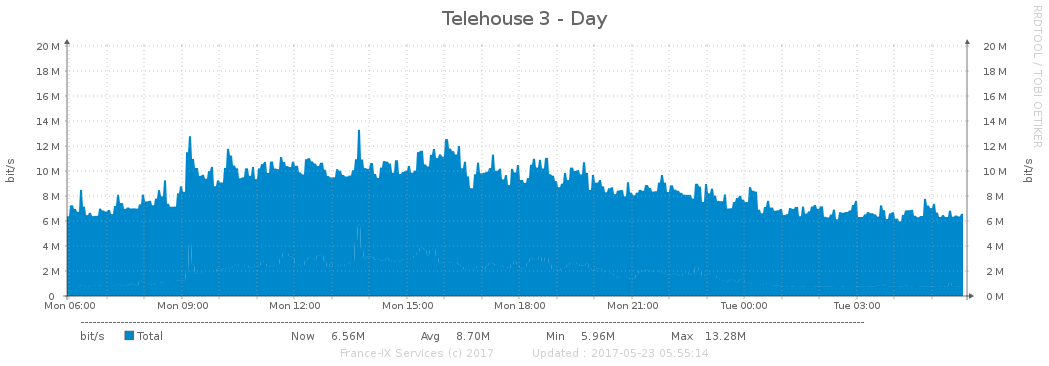 Telehouse 3 - Day
RRDTOOL / TOBI OETIKER
bit/s
20 M 20 M
18 M 18 M
16 M 16 M
14 M 14 M
12 M 12 M
10 M 10 M
8 M 8 M
6 M 6 M
4 M 4 M
2 M 2 M
0 0 M
bit/s
Mon 06:00 Mon 09:00 Mon 12:00 Mon 15:00 Mon 18:00 Mon 21:00 Tue 00:00 Tue 03:00
bit/s Total Now 6.56M Avg 8.70M Min 5.96M Max 13.28M
France-IX Services (c) 2017 Updated : 2017-05-23 05:55:14